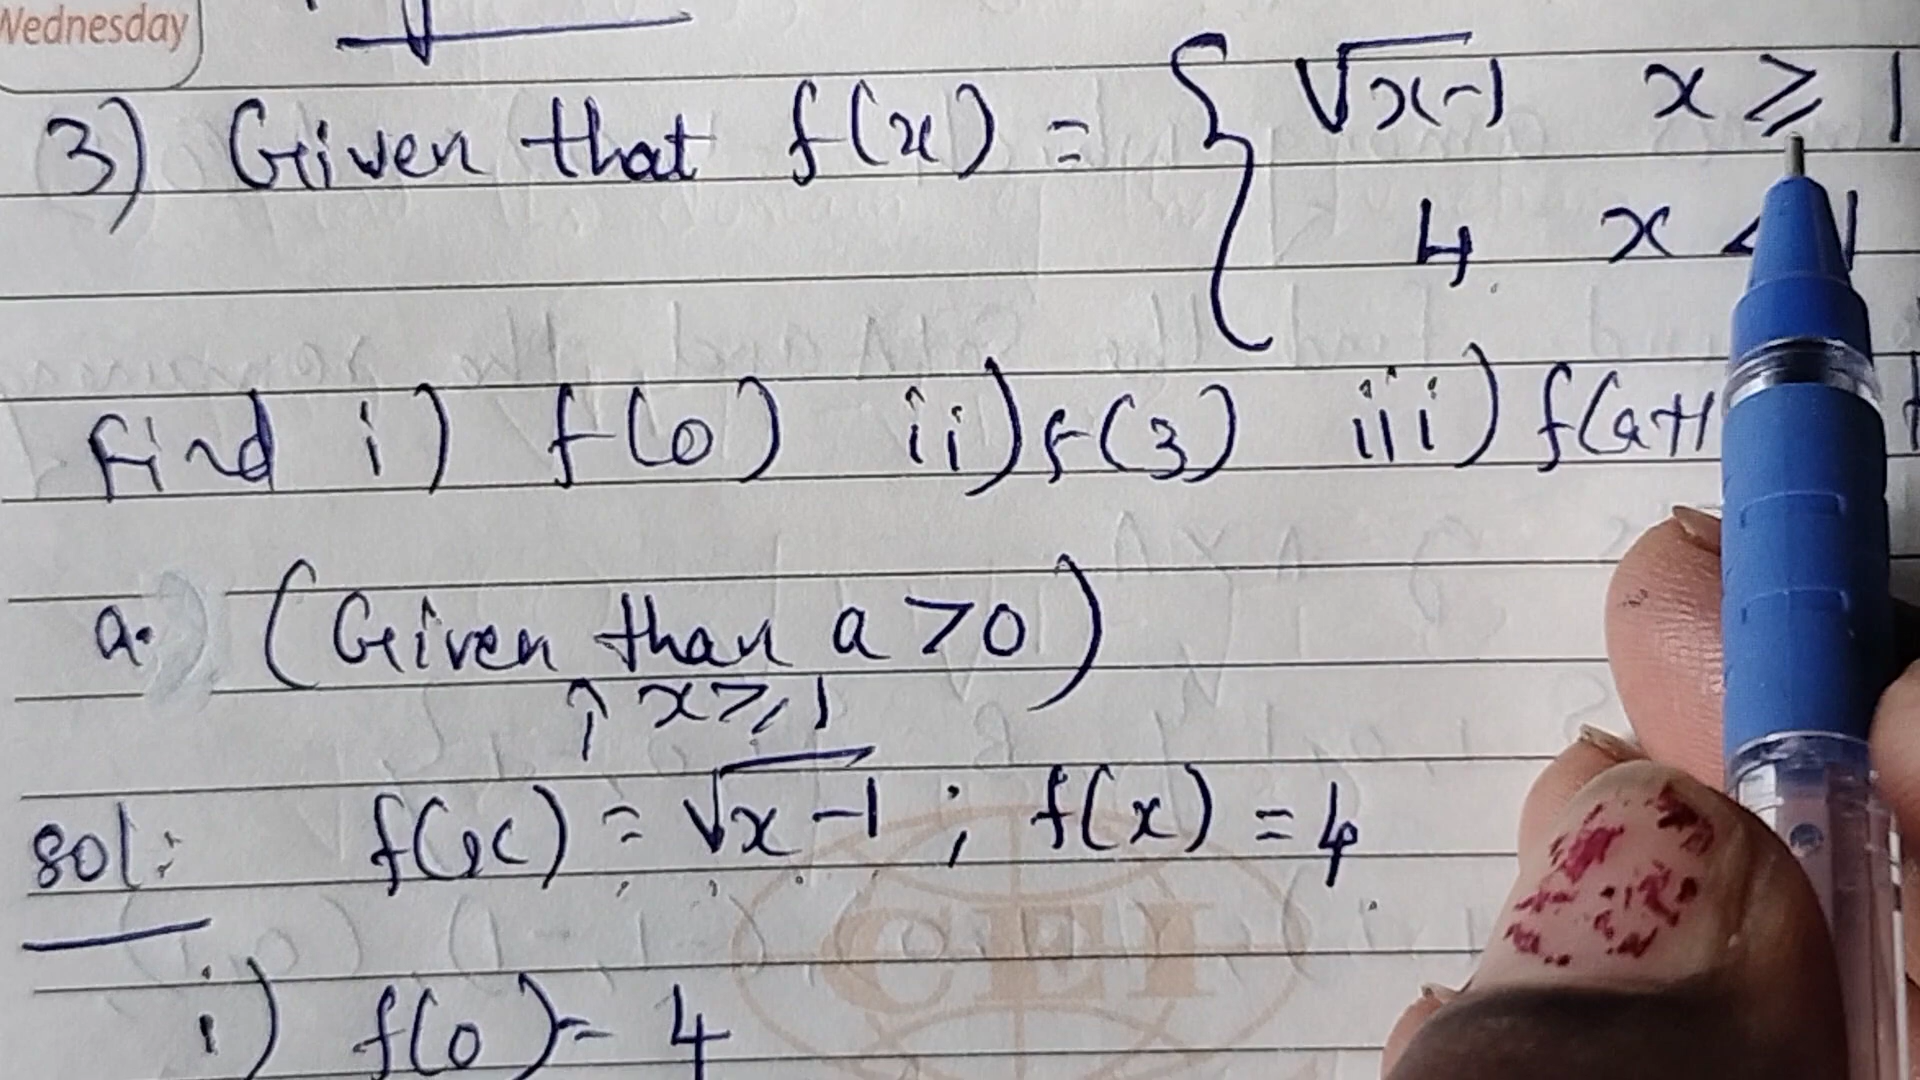 Wednesday
3) Given that f(x) = { √x-1 x ≥ 1
4 x < 1
Find i) f(0) ii) f(3) iii) f(a+1
a. (Given than a > 0)
↑ x ≥ 1
sol: f(x) = √x-1 ; f(x) = 4
CEI
i) f(0) = 4